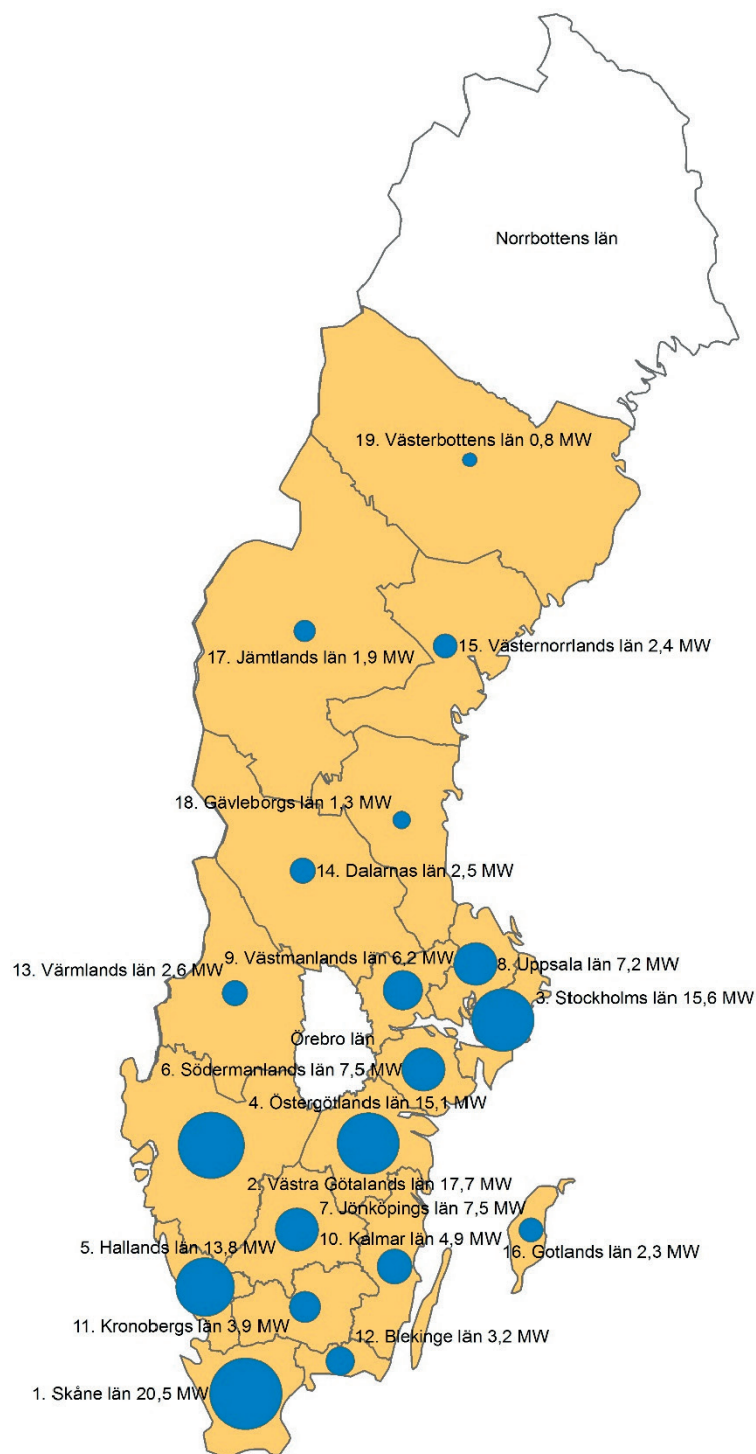 Norrbottens län
19. Västerbottens län 0,8 MW
15. Västernorrlands län 2,4 MW
17. Jämtlands län 1,9 MW
18. Gävleborgs län 1,3 MW
14. Dalarnas län 2,5 MW
9. Västmanlands län 6,2 MW
8. Uppsala län 7,2 MW
13. Värmlands län 2,6 MW
3. Stockholms län 15,6 MW
Örebro län
6. Södermanlands län 7,5 MW
4. Östergötlands län 15,1 MW
2. Västra Götalands län 17,7 MW
7. Jönköpings län 7,5 MW
10. Kalmar län 4,9 MW
5. Hallands län 13,8 MW
16. Gotlands län 2,3 MW
11. Kronobergs län 3,9 MW
12. Blekinge län 3,2 MW
1. Skåne län 20,5 MW